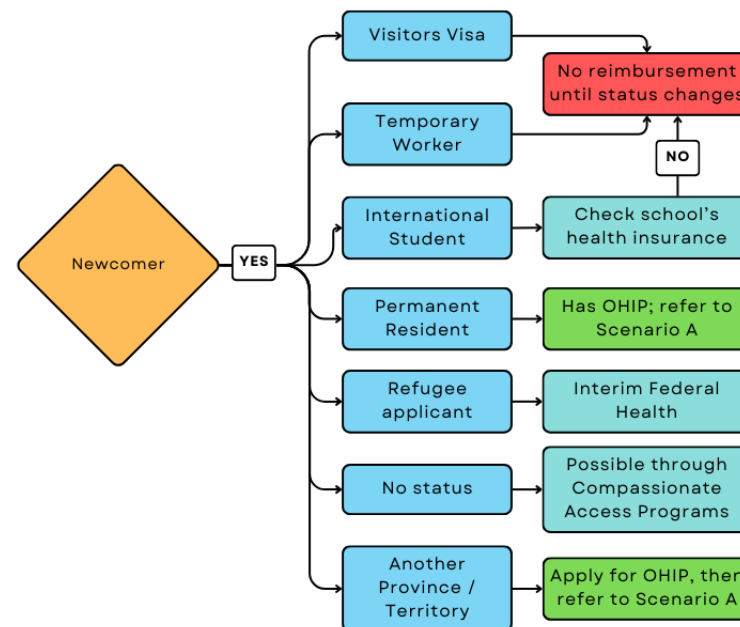 Visitors Visa
No reimbursement
until status changes
Temporary
Worker
NO
International
Student
Check school's
health insurance
Newcomer
YES
Permanent
Resident
Has OHIP; refer to
Scenario A
Refugee
applicant
Interim Federal
Health
No status
Possible through
Compassionate
Access Programs
Another
Province /
Territory
Apply for OHIP, then
refer to Scenario A